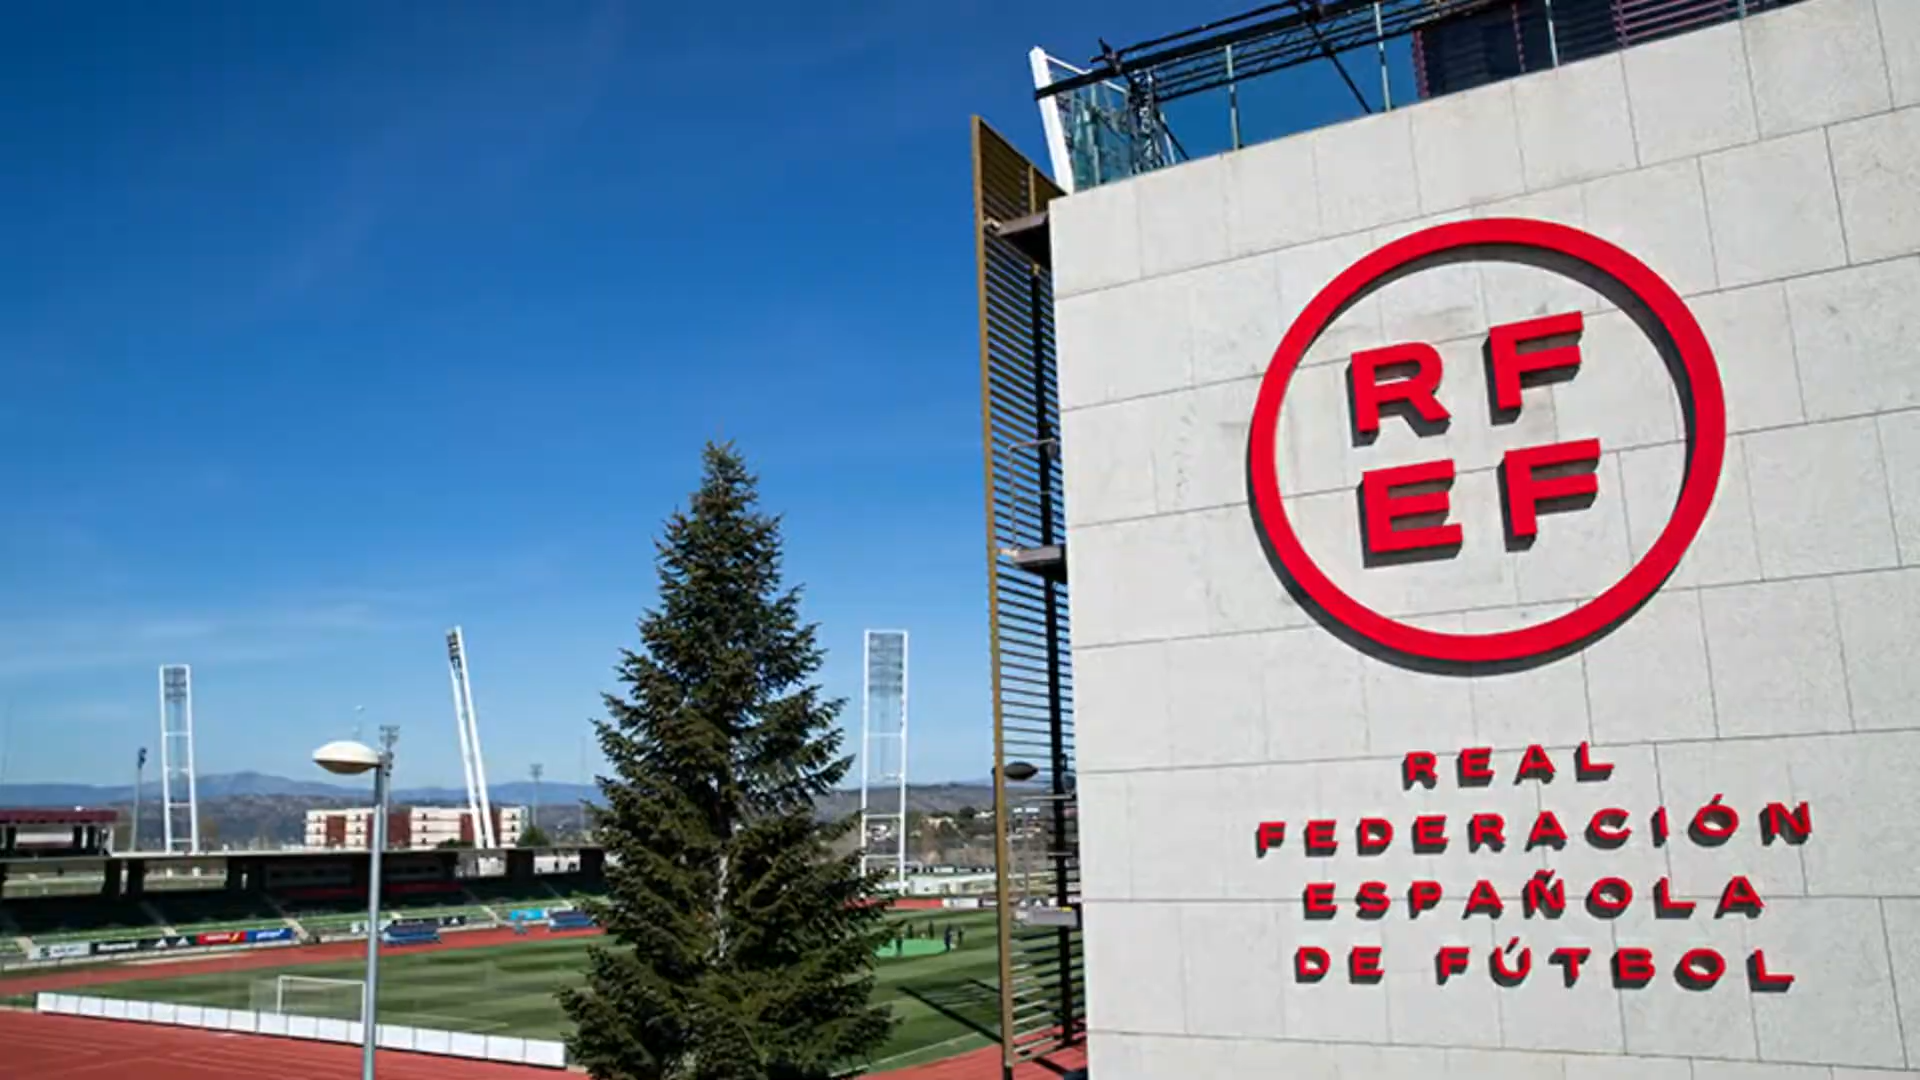 RF
EF
REAL
FEDERACIÓN
ESPAÑOLA
DE FÚTBOL